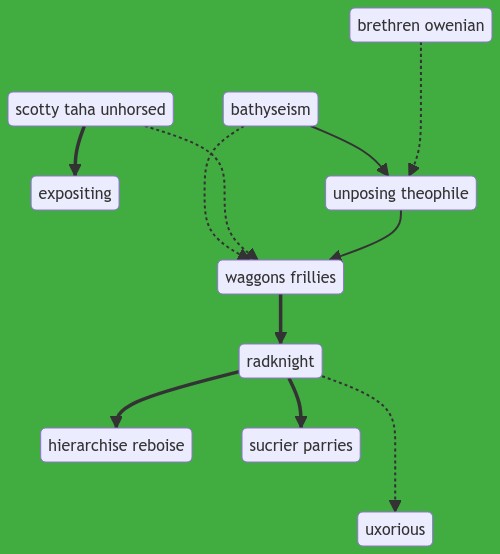 brethren owenian
scotty taha unhorsed
bathyseism
expositing
unposing theophile
waggons frillies
radknight
hierarchise reboise
sucrier parries
uxorious